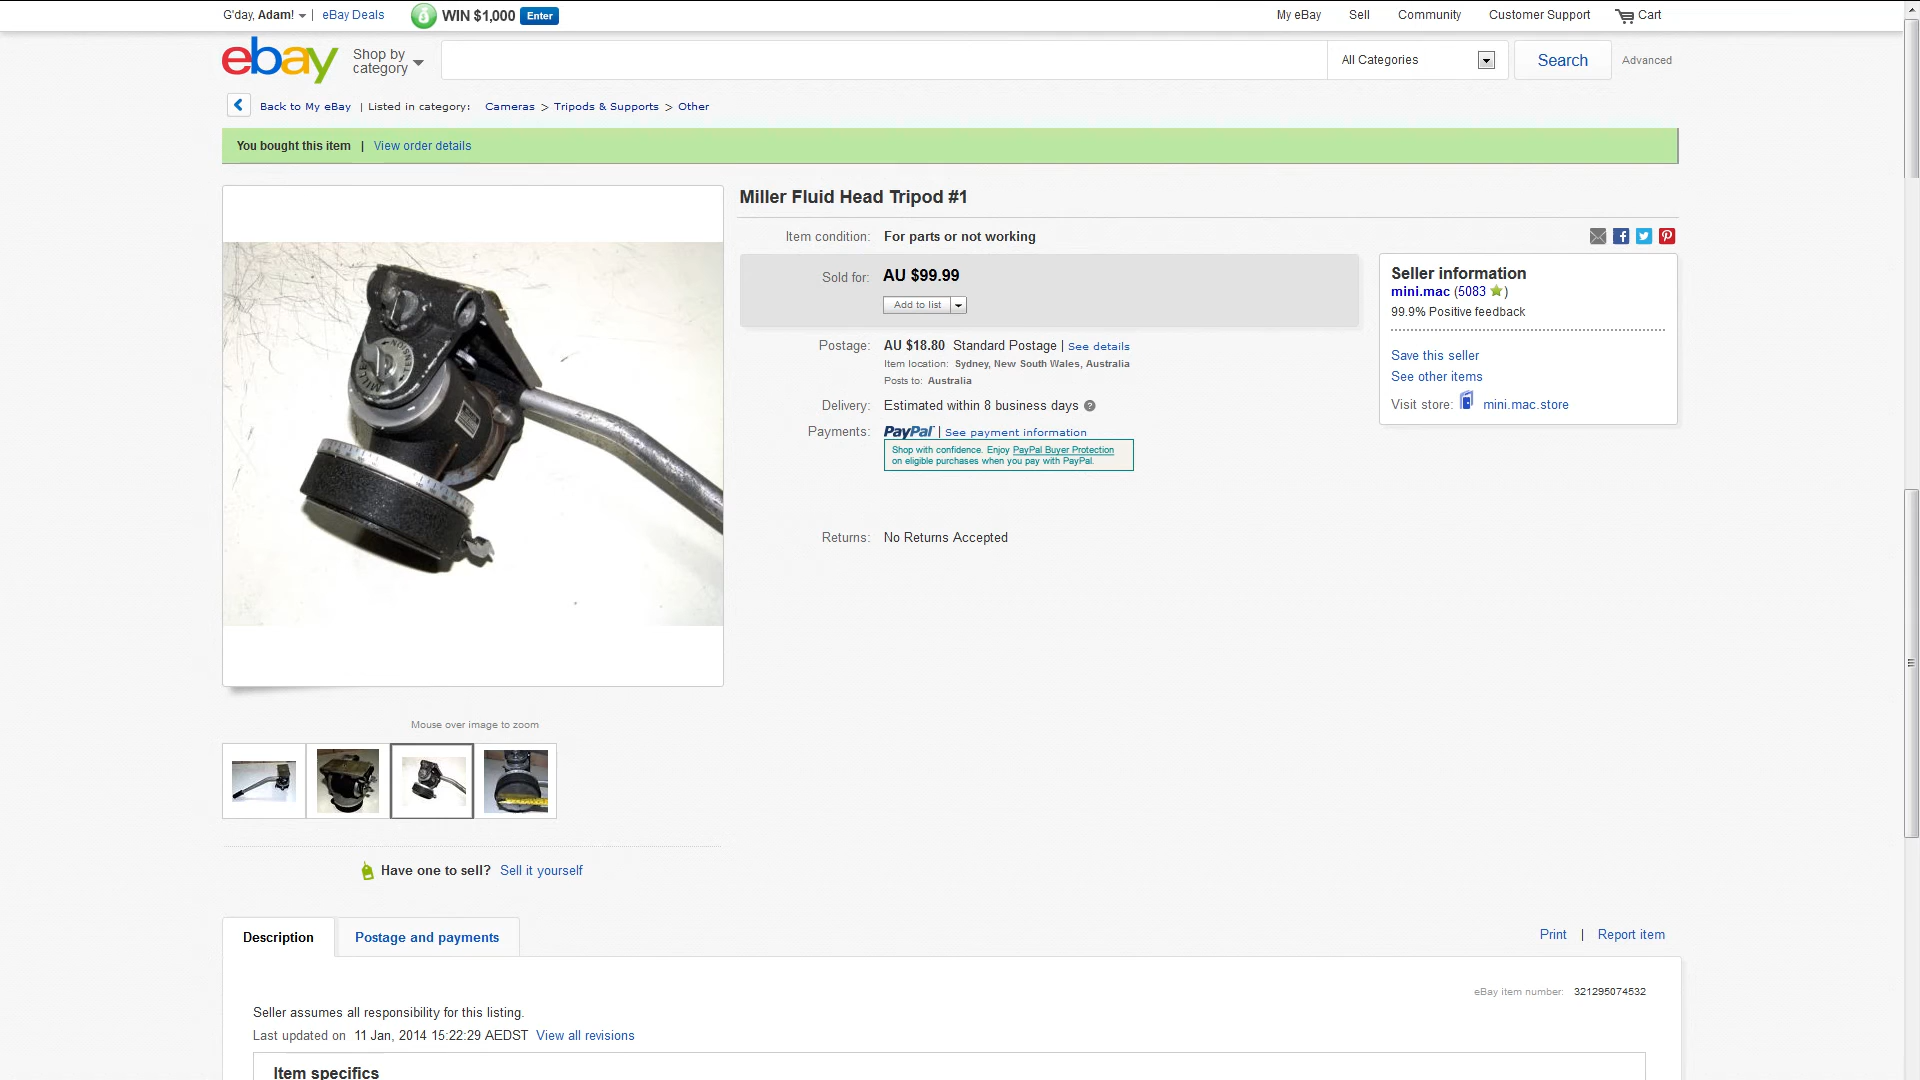 G'day, Adam! | eBay Deals WIN $1,000 Enter My eBay Sell Community Customer Support Cart
ebay Shop by category All Categories Search Advanced
Back to My eBay | Listed in category: Cameras > Tripods & Supports > Other
You bought this item | View order details
Miller Fluid Head Tripod #1
Item condition: For parts or not working
Sold for: AU $99.99
Add to list
Postage: AU $18.80 Standard Postage | See details
Item location: Sydney, New South Wales, Australia
Posts to: Australia
Delivery: Estimated within 8 business days
Payments: PayPal | See payment information
Shop with confidence. Enjoy PayPal Buyer Protection
on eligible purchases when you pay with PayPal.
Returns: No Returns Accepted
Seller information
mini.mac (5083)
99.9% Positive feedback
Save this seller
See other items
Visit store: mini.mac.store
MILLER
Mouse over image to zoom
Have one to sell? Sell it yourself
Description Postage and payments Print | Report item
eBay item number: 321295074532
Seller assumes all responsibility for this listing.
Last updated on 11 Jan, 2014 15:22:29 AEDST View all revisions
Item specifics